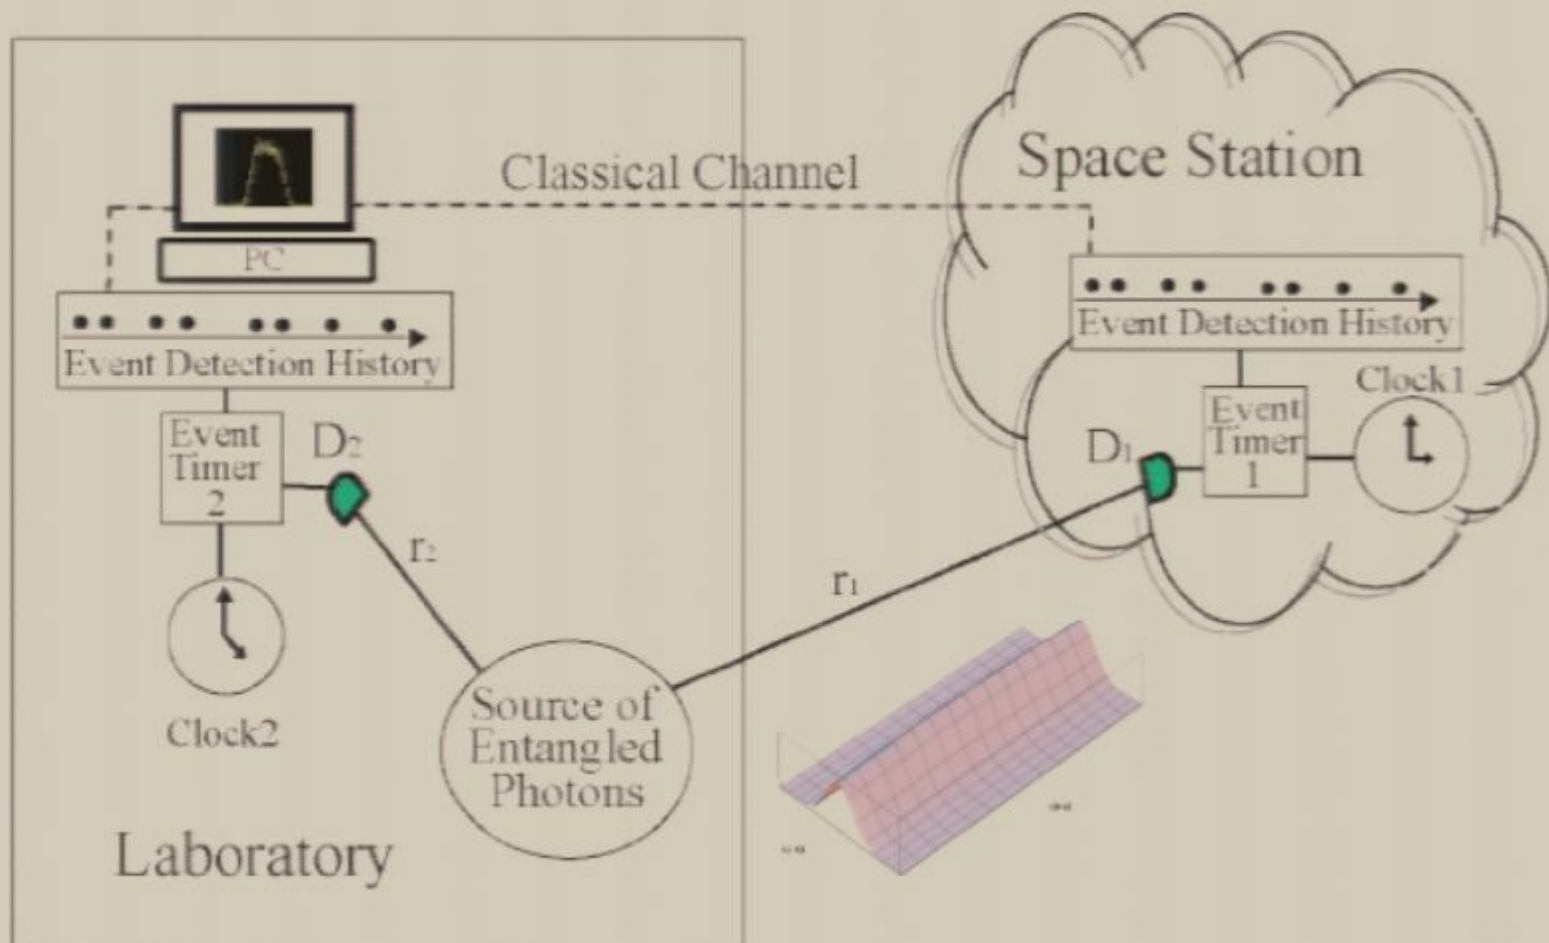 Classical Channel
Space Station
PC
Event Detection History
Event Detection History
Clock1
Event
Timer
2
D2
D1
Event
Timer
1
r2
r1
Clock2
Source of
Entangled
Photons
Laboratory